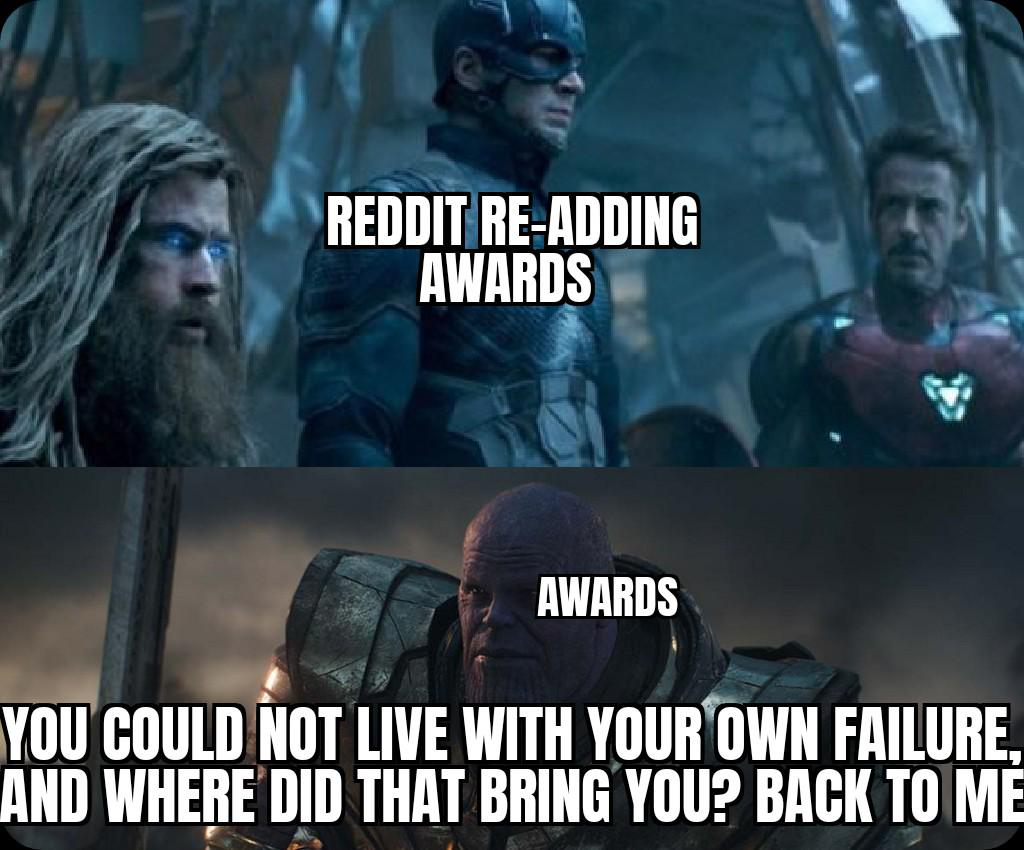 REDDIT RE-ADDING
AWARDS
AWARDS
YOU COULD NOT LIVE WITH YOUR OWN FAILURE,
AND WHERE DID THAT BRING YOU? BACK TO ME